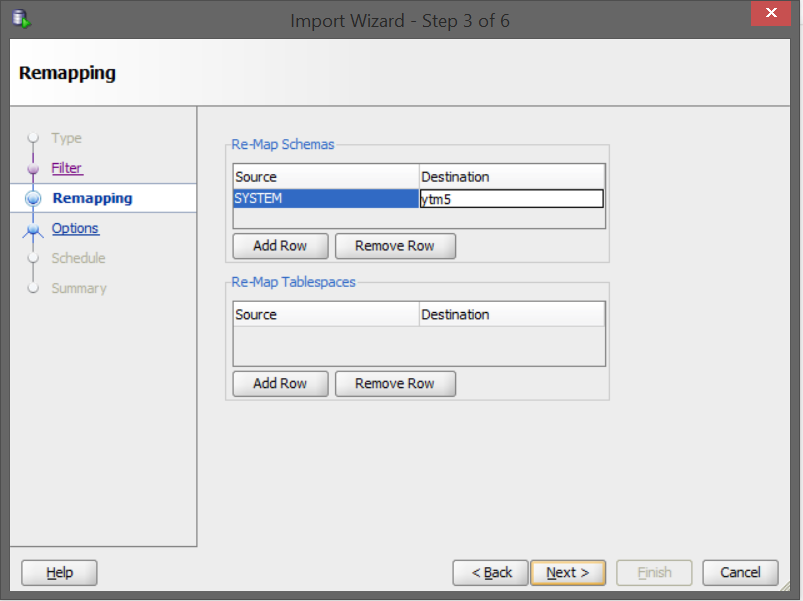 Import Wizard - Step 3 of 6
Remapping
Type
Filter
Remapping
Options
Schedule
Summary
Re-Map Schemas
Source Destination
SYSTEM ytm5
Add Row Remove Row
Re-Map Tablespaces
Source Destination
Add Row Remove Row
Help < Back Next > Finish Cancel